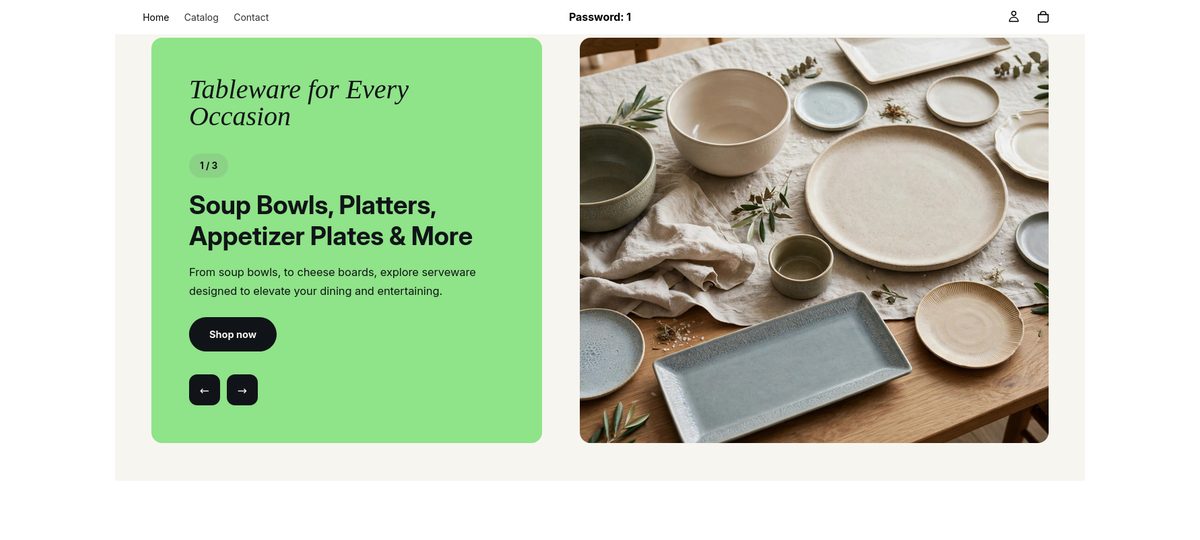 Home Catalog Contact
Password: 1
Tableware for Every
Occasion
1 / 3
Soup Bowls, Platters,
Appetizer Plates & More
From soup bowls, to cheese boards, explore serveware
designed to elevate your dining and entertaining.
Shop now
← →